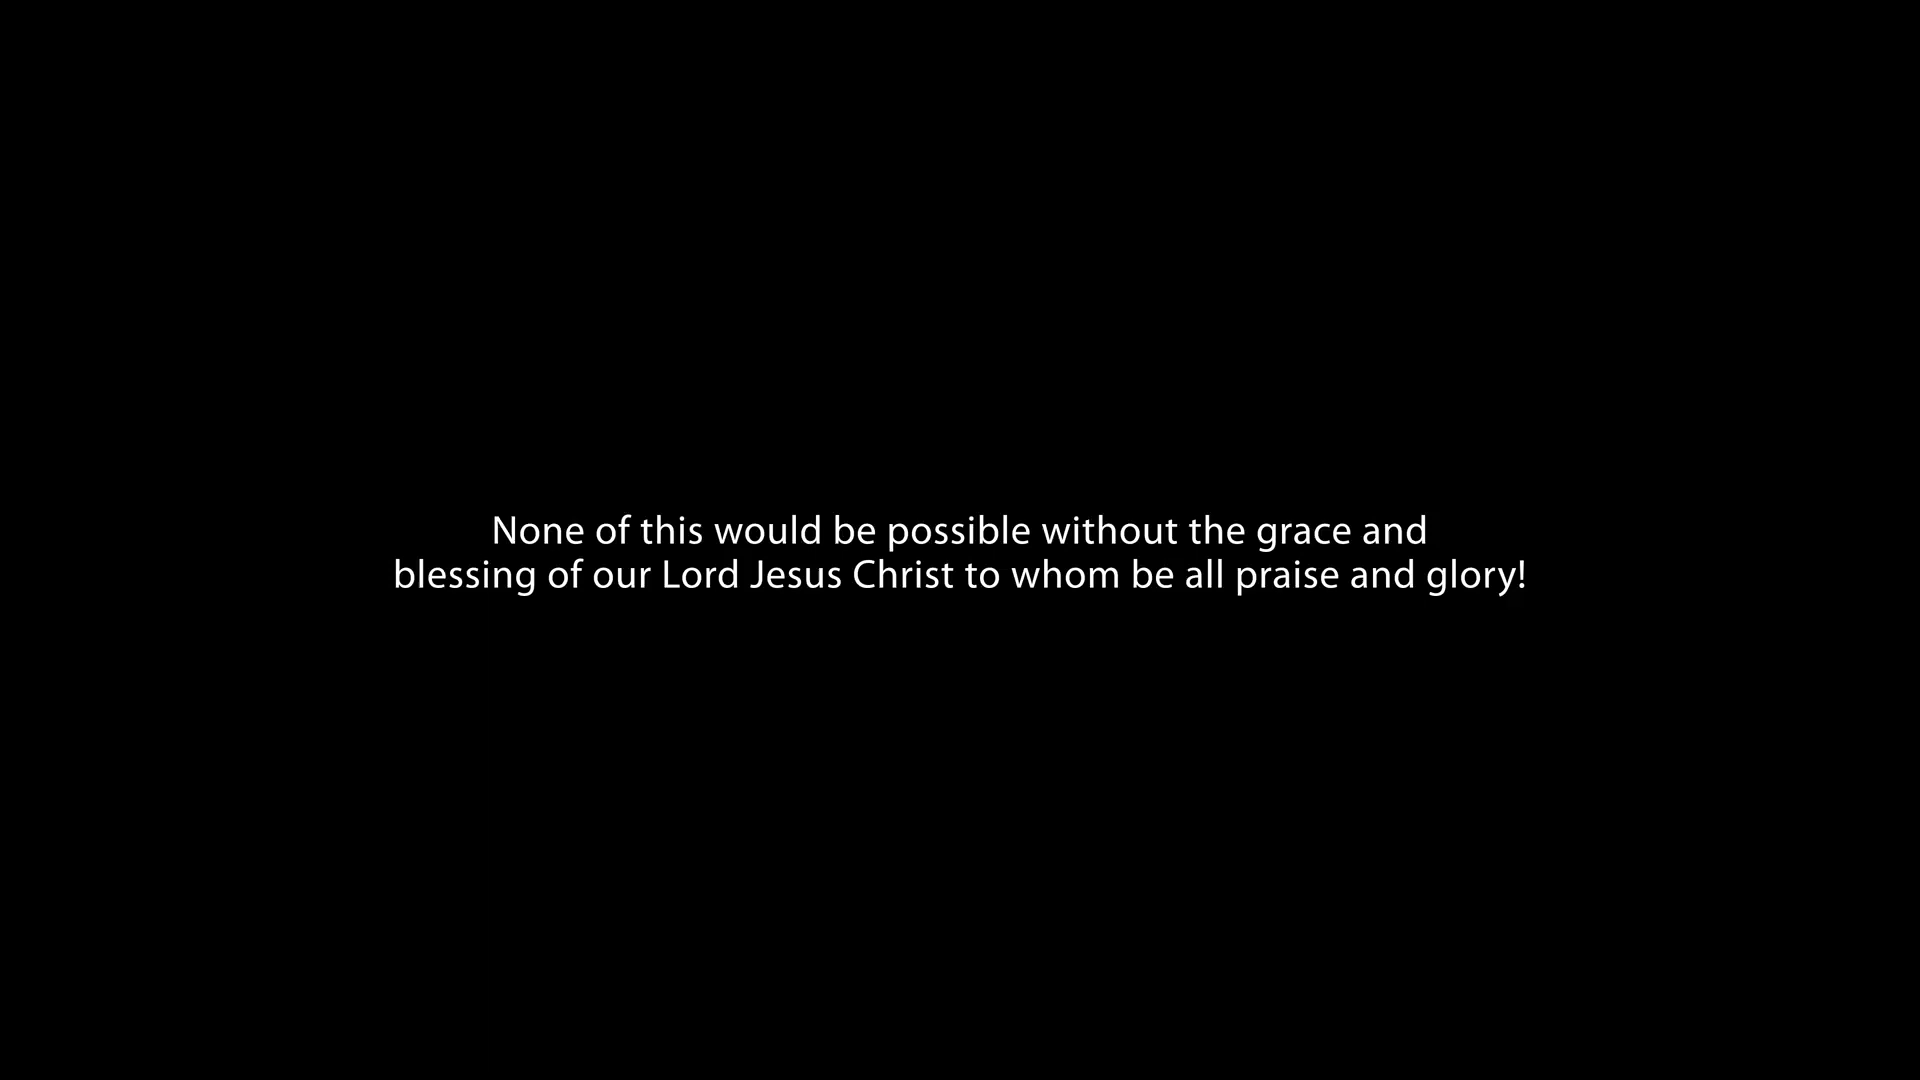 None of this would be possible without the grace and
blessing of our Lord Jesus Christ to whom be all praise and glory!